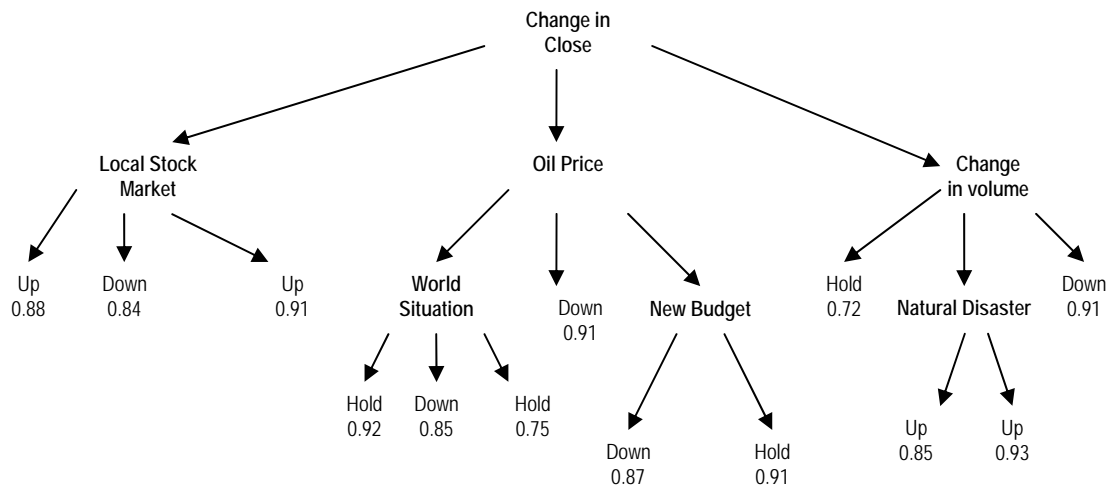 Change in
Close
Local Stock
Market
Oil Price
Change
in volume
Up
0.88
Down
0.84
Up
0.91
World
Situation
Down
0.91
New Budget
Hold
0.72
Natural Disaster
Down
0.91
Hold
0.92
Down
0.85
Hold
0.75
Down
0.87
Hold
0.91
Up
0.85
Up
0.93